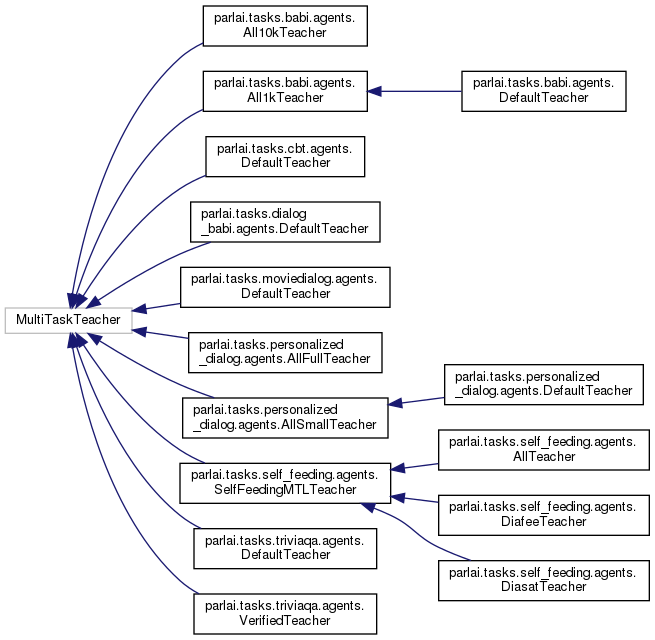 parlai.tasks.babi.agents.
All10kTeacher
parlai.tasks.babi.agents.
All1kTeacher
parlai.tasks.babi.agents.
DefaultTeacher
parlai.tasks.cbt.agents.
DefaultTeacher
parlai.tasks.dialog
_babi.agents.DefaultTeacher
parlai.tasks.moviedialog.agents.
DefaultTeacher
MultiTaskTeacher
parlai.tasks.personalized
_dialog.agents.AllFullTeacher
parlai.tasks.personalized
_dialog.agents.AllSmallTeacher
parlai.tasks.personalized
_dialog.agents.DefaultTeacher
parlai.tasks.self_feeding.agents.
SelfFeedingMTLTeacher
parlai.tasks.self_feeding.agents.
AllTeacher
parlai.tasks.self_feeding.agents.
DiafeeTeacher
parlai.tasks.self_feeding.agents.
DiasatTeacher
parlai.tasks.triviaqa.agents.
DefaultTeacher
parlai.tasks.triviaqa.agents.
VerifiedTeacher